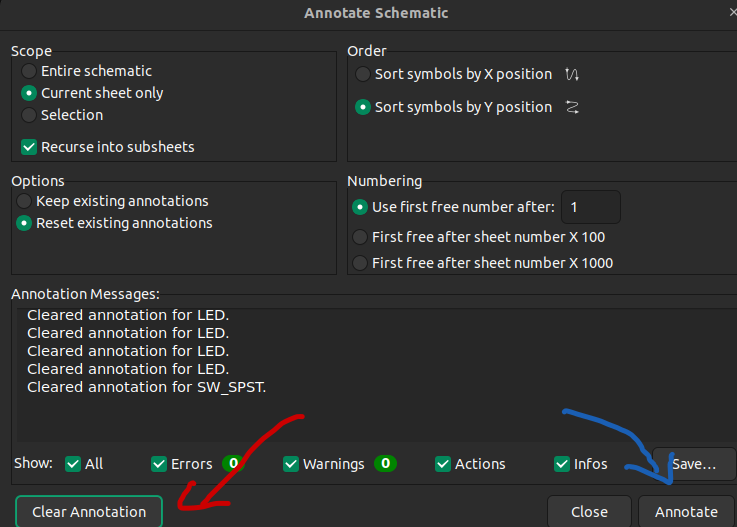 Annotate Schematic
Scope
Entire schematic
Current sheet only
Selection
Recurse into subsheets
Order
Sort symbols by X position
Sort symbols by Y position
Options
Keep existing annotations
Reset existing annotations
Numbering
Use first free number after: 1
First free after sheet number X 100
First free after sheet number X 1000
Annotation Messages:
Cleared annotation for LED.
Cleared annotation for LED.
Cleared annotation for LED.
Cleared annotation for LED.
Cleared annotation for SW_SPST.
Show: All Errors 0 Warnings 0 Actions Infos Save...
Clear Annotation Close Annotate